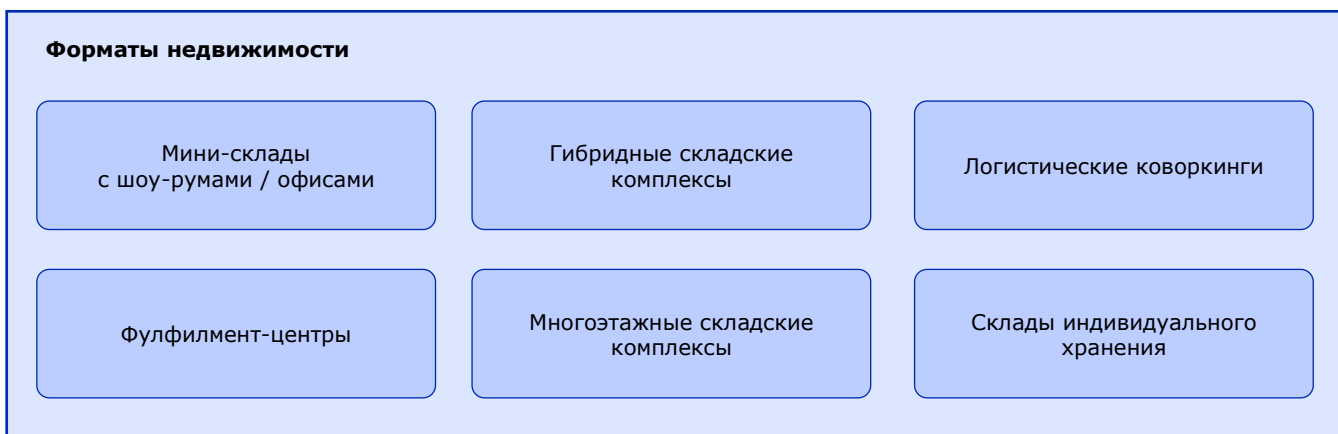 Форматы недвижимости
Мини-склады
с шоу-румами / офисами
Гибридные складские
комплексы
Логистические коворкинги
Фулфилмент-центры
Многоэтажные складские
комплексы
Склады индивидуального
хранения